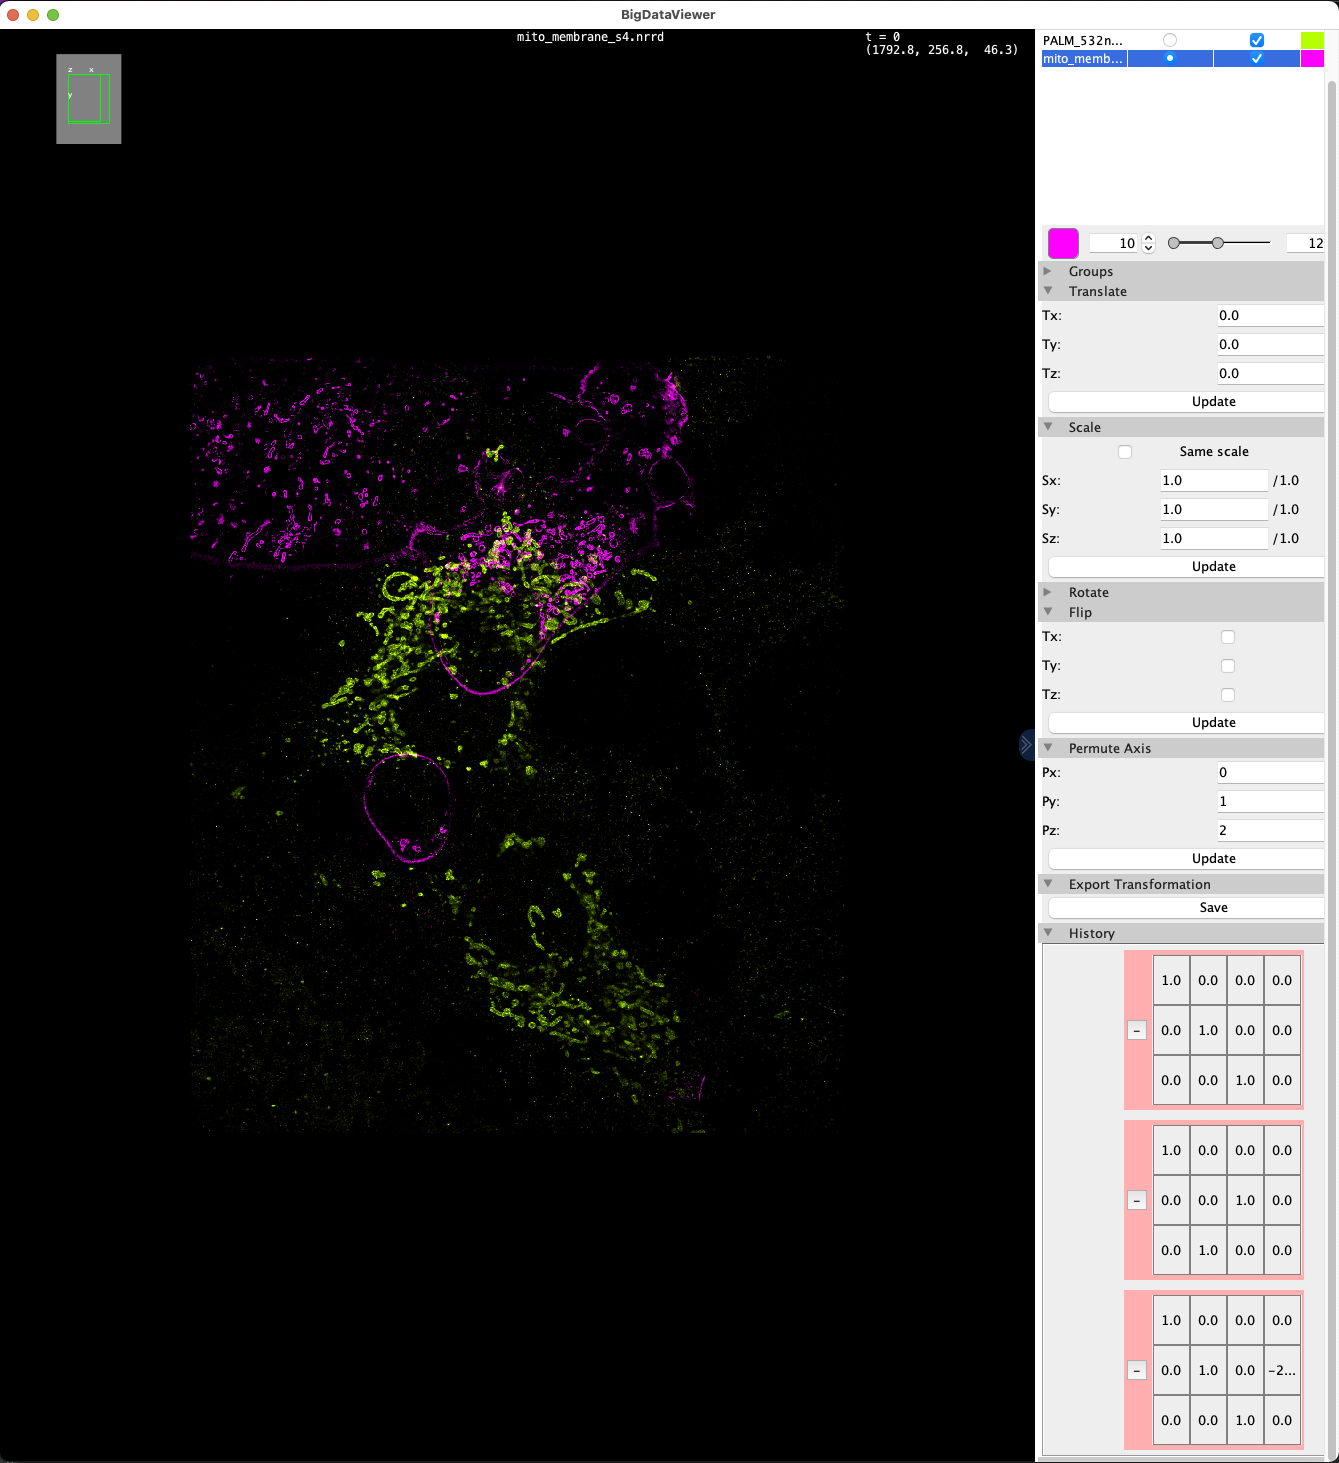 BigDataViewer
mito_membrane_s4.nrrd
t = 0
(1792.8, 256.8, 46.3)
z x
y
PALM_532n...
mito_memb...
10 12
Groups
Translate
Tx: 0.0
Ty: 0.0
Tz: 0.0
Update
Scale
Same scale
Sx: 1.0 /1.0
Sy: 1.0 /1.0
Sz: 1.0 /1.0
Update
Rotate
Flip
Tx:
Ty:
Tz:
Update
Permute Axis
Px: 0
Py: 1
Pz: 2
Update
Export Transformation
Save
History
1.0 0.0 0.0 0.0
- 0.0 1.0 0.0 0.0
0.0 0.0 1.0 0.0
1.0 0.0 0.0 0.0
- 0.0 0.0 1.0 0.0
0.0 1.0 0.0 0.0
1.0 0.0 0.0 0.0
- 0.0 1.0 0.0 -2...
0.0 0.0 1.0 0.0